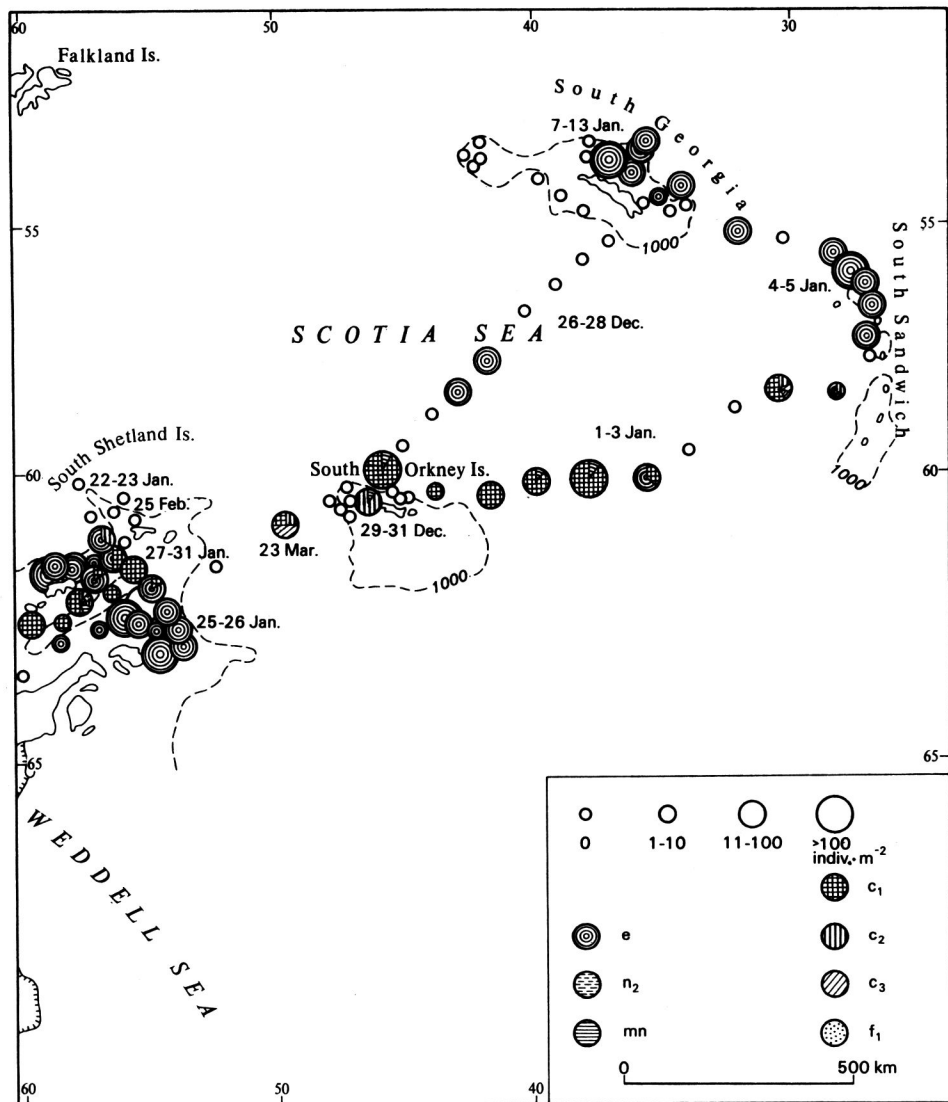 60 50 40 30
Falkland Is.
South Georgia
7-13 Jan.
55 55
1000
South Sandwich
4-5 Jan.
SCOTIA SEA
26-28 Dec.
1-3 Jan.
South Shetland Is.
60 60
22-23 Jan.
25 Feb.
South Orkney Is.
27-31 Jan.
23 Mar.
29-31 Dec.
1000
1000
25-26 Jan.
65 65
WEDDELL SEA
0 1-10 11-100 >100
indiv. m⁻²
c₁
e c₂
n₂ c₃
mn f₁
0 500 km
60 50 40